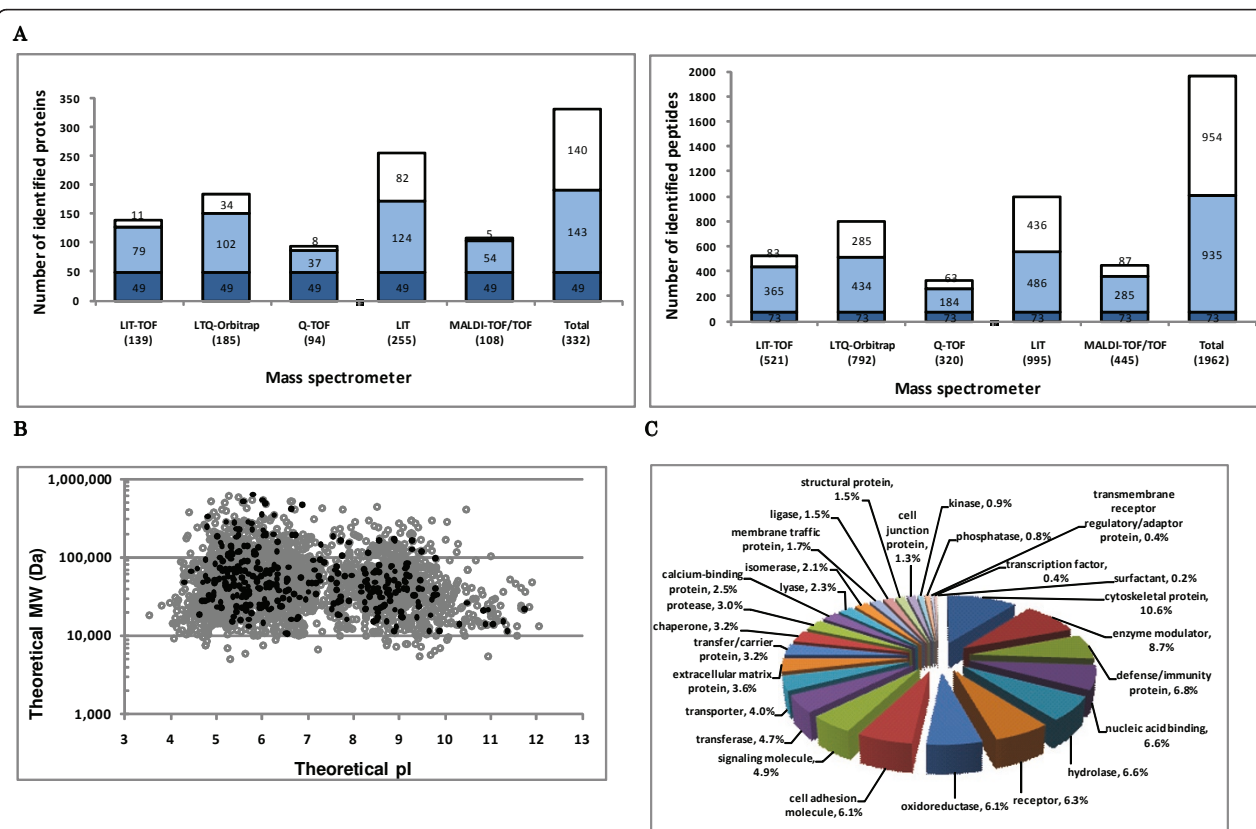 A
Number of identified proteins
350
300
250
200
150
100
50
0
11
79
49
34
102
49
8
37
49
82
124
49
5
54
49
140
143
49
LIT-TOF
(139)
LTQ-Orbitrap
(185)
Q-TOF
(94)
LIT
(255)
MALDI-TOF/TOF
(108)
Total
(332)
Mass spectrometer
Number of identified peptides
2000
1800
1600
1400
1200
1000
800
600
400
200
0
83
365
73
285
434
73
63
184
73
436
486
73
87
285
73
954
935
73
LIT-TOF
(521)
LTQ-Orbitrap
(792)
Q-TOF
(320)
LIT
(995)
MALDI-TOF/TOF
(445)
Total
(1962)
Mass spectrometer
B
Theoretical MW (Da)
1,000,000
100,000
10,000
1,000
3 4 5 6 7 8 9 10 11 12 13
Theoretical pI
C
structural protein,
1.5%
ligase, 1.5%
membrane traffic
protein, 1.7%
isomerase, 2.1%
calcium-binding
protein, 2.5%
lyase, 2.3%
protease, 3.0%
chaperone, 3.2%
transfer/carrier
protein, 3.2%
extracellular matrix
protein, 3.6%
transporter, 4.0%
transferase, 4.7%
signaling molecule,
4.9%
cell adhesion
molecule, 6.1%
oxidoreductase, 6.1%
receptor, 6.3%
hydrolase, 6.6%
nucleic acid binding,
6.6%
defense/immunity
protein, 6.8%
enzyme modulator,
8.7%
cytoskeletal protein,
10.6%
surfactant, 0.2%
transcription factor,
0.4%
transmembrane
receptor
regulatory/adaptor
protein, 0.4%
phosphatase, 0.8%
kinase, 0.9%
cell
junction
protein,
1.3%